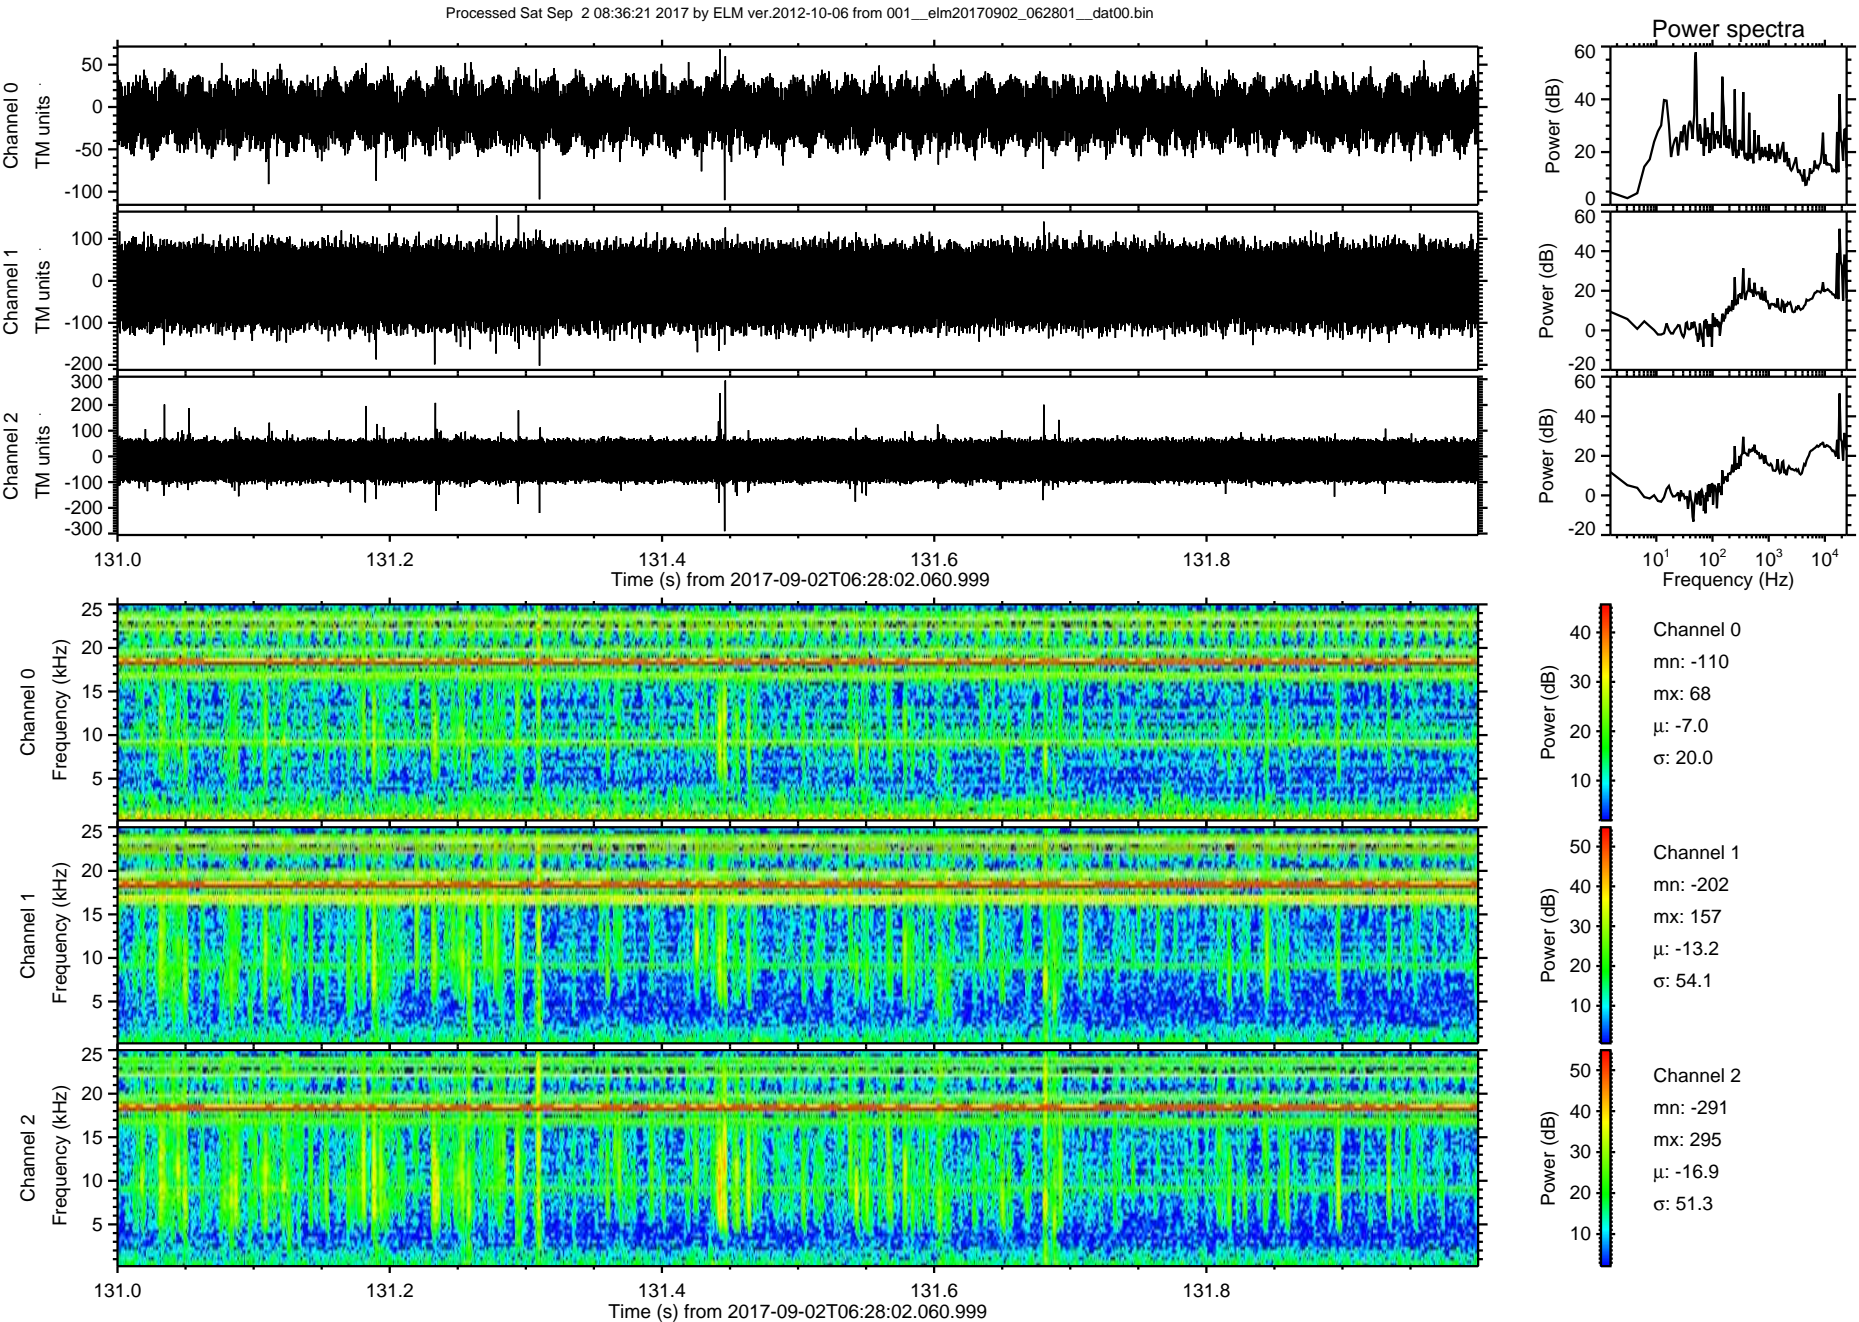 Processed Sat Sep  2 08:36:21 2017 by ELM ver.2012-10-06 from 001__elm20170902_062801__dat00.bin
Power spectra
Channel 0
TM units
50
0
-50
-100
Power (dB)
60
40
20
0
Channel 1
TM units
100
0
-100
-200
Power (dB)
60
40
20
0
-20
Channel 2
TM units
300
200
100
0
-100
-200
-300
Power (dB)
60
40
20
0
-20
131.0 131.2 131.4 131.6 131.8
Time (s) from 2017-09-02T06:28:02.060.999
10^1 10^2 10^3 10^4
Frequency (Hz)
Channel 0
Frequency (kHz)
25
20
15
10
5
Power (dB)
40
30
20
10
Channel 0
mn: -110
mx: 68
μ: -7.0
σ: 20.0
Channel 1
Frequency (kHz)
25
20
15
10
5
Power (dB)
50
40
30
20
10
Channel 1
mn: -202
mx: 157
μ: -13.2
σ: 54.1
Channel 2
Frequency (kHz)
25
20
15
10
5
Power (dB)
50
40
30
20
10
Channel 2
mn: -291
mx: 295
μ: -16.9
σ: 51.3
131.0 131.2 131.4 131.6 131.8
Time (s) from 2017-09-02T06:28:02.060.999